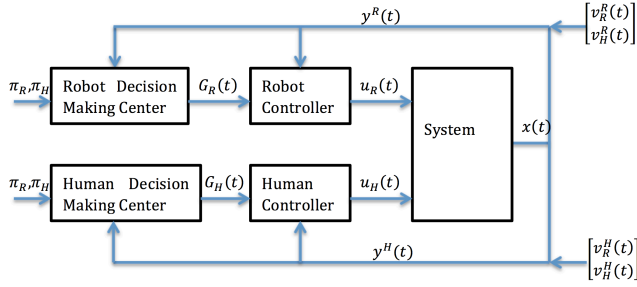 y^R(t)
[v_R^R(t)
v_H^R(t)]
π_R,π_H
Robot Decision
Making Center
G_R(t)
Robot
Controller
u_R(t)
System
x(t)
π_R,π_H
Human Decision
Making Center
G_H(t)
Human
Controller
u_H(t)
y^H(t)
[v_R^H(t)
v_H^H(t)]